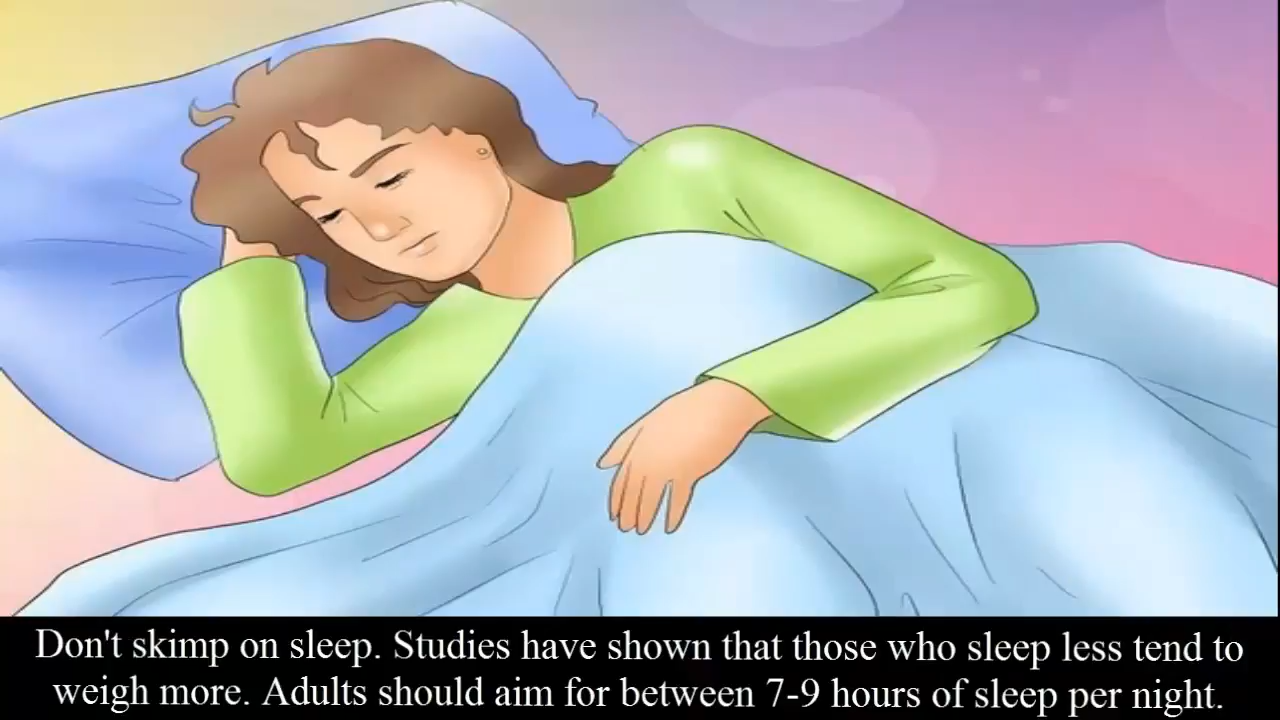 Don't skimp on sleep. Studies have shown that those who sleep less tend to
weigh more. Adults should aim for between 7-9 hours of sleep per night.